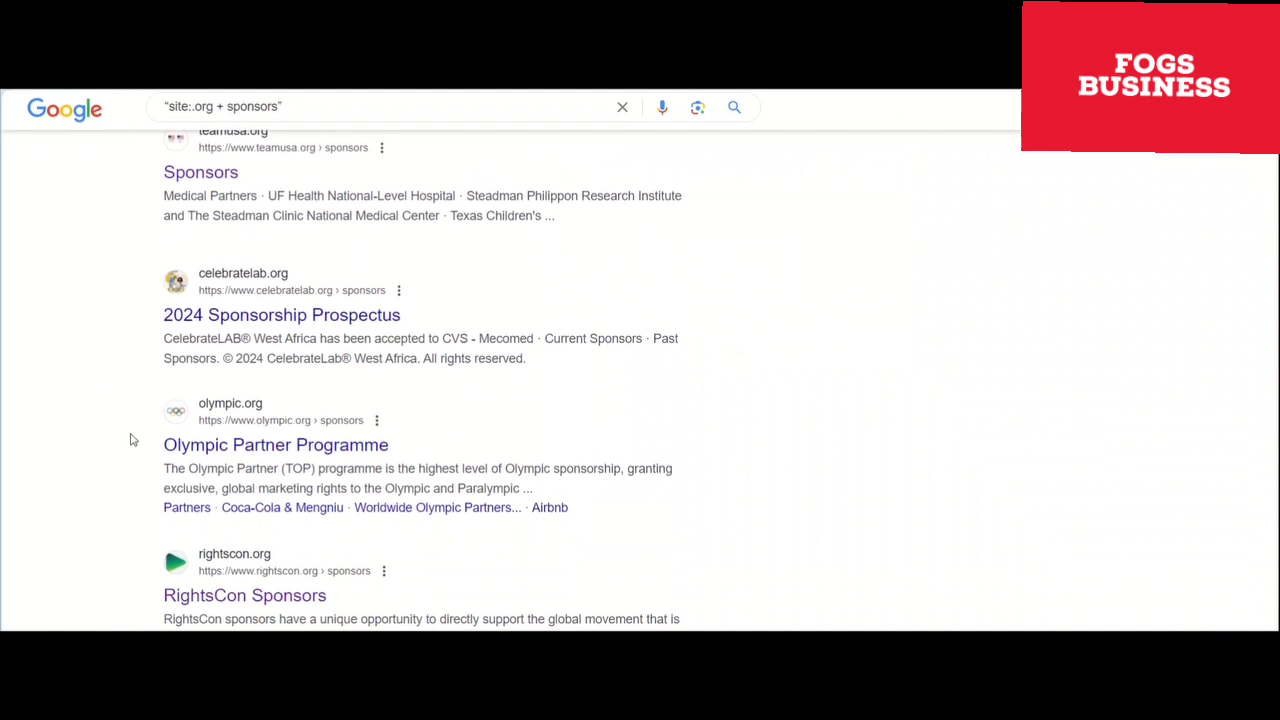 FOGS
BUSINESS
Google
“site:.org + sponsors”
teamusa.org
https://www.teamusa.org › sponsors
Sponsors
Medical Partners · UF Health National-Level Hospital · Steadman Philippon Research Institute
and The Steadman Clinic National Medical Center · Texas Children's ...
celebratelab.org
https://www.celebratelab.org › sponsors
2024 Sponsorship Prospectus
CelebrateLAB® West Africa has been accepted to CVS - Mecomed · Current Sponsors · Past
Sponsors. © 2024 CelebrateLab® West Africa. All rights reserved.
olympic.org
https://www.olympic.org › sponsors
Olympic Partner Programme
The Olympic Partner (TOP) programme is the highest level of Olympic sponsorship, granting
exclusive, global marketing rights to the Olympic and Paralympic ...
Partners · Coca-Cola & Mengniu · Worldwide Olympic Partners... · Airbnb
rightscon.org
https://www.rightscon.org › sponsors
RightsCon Sponsors
RightsCon sponsors have a unique opportunity to directly support the global movement that is